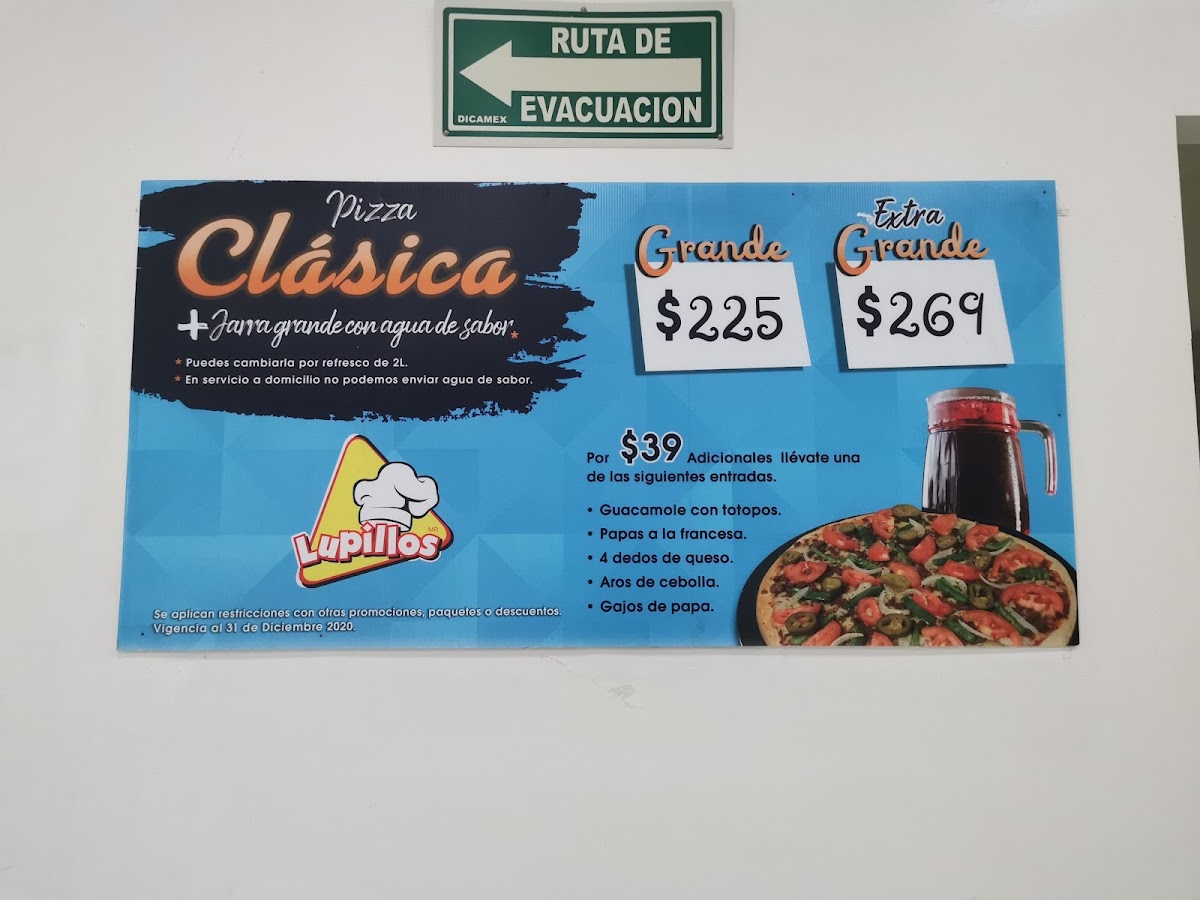 RUTA DE
EVACUACION
DICAMEX
Pizza
Clásica
+ Jarra grande con agua de sabor.*
* Puedes cambiarla por refresco de 2L.
* En servicio a domicilio no podemos enviar agua de sabor.
Grande
$225
Extra
Grande
$269
Por $39 Adicionales llévate una
de las siguientes entradas.
• Guacamole con totopos.
• Papas a la francesa.
• 4 dedos de queso.
• Aros de cebolla.
• Gajos de papa.
Lupillos MR
Se aplican restricciones con otras promociones, paquetes o descuentos.
Vigencia al 31 de Diciembre 2020.